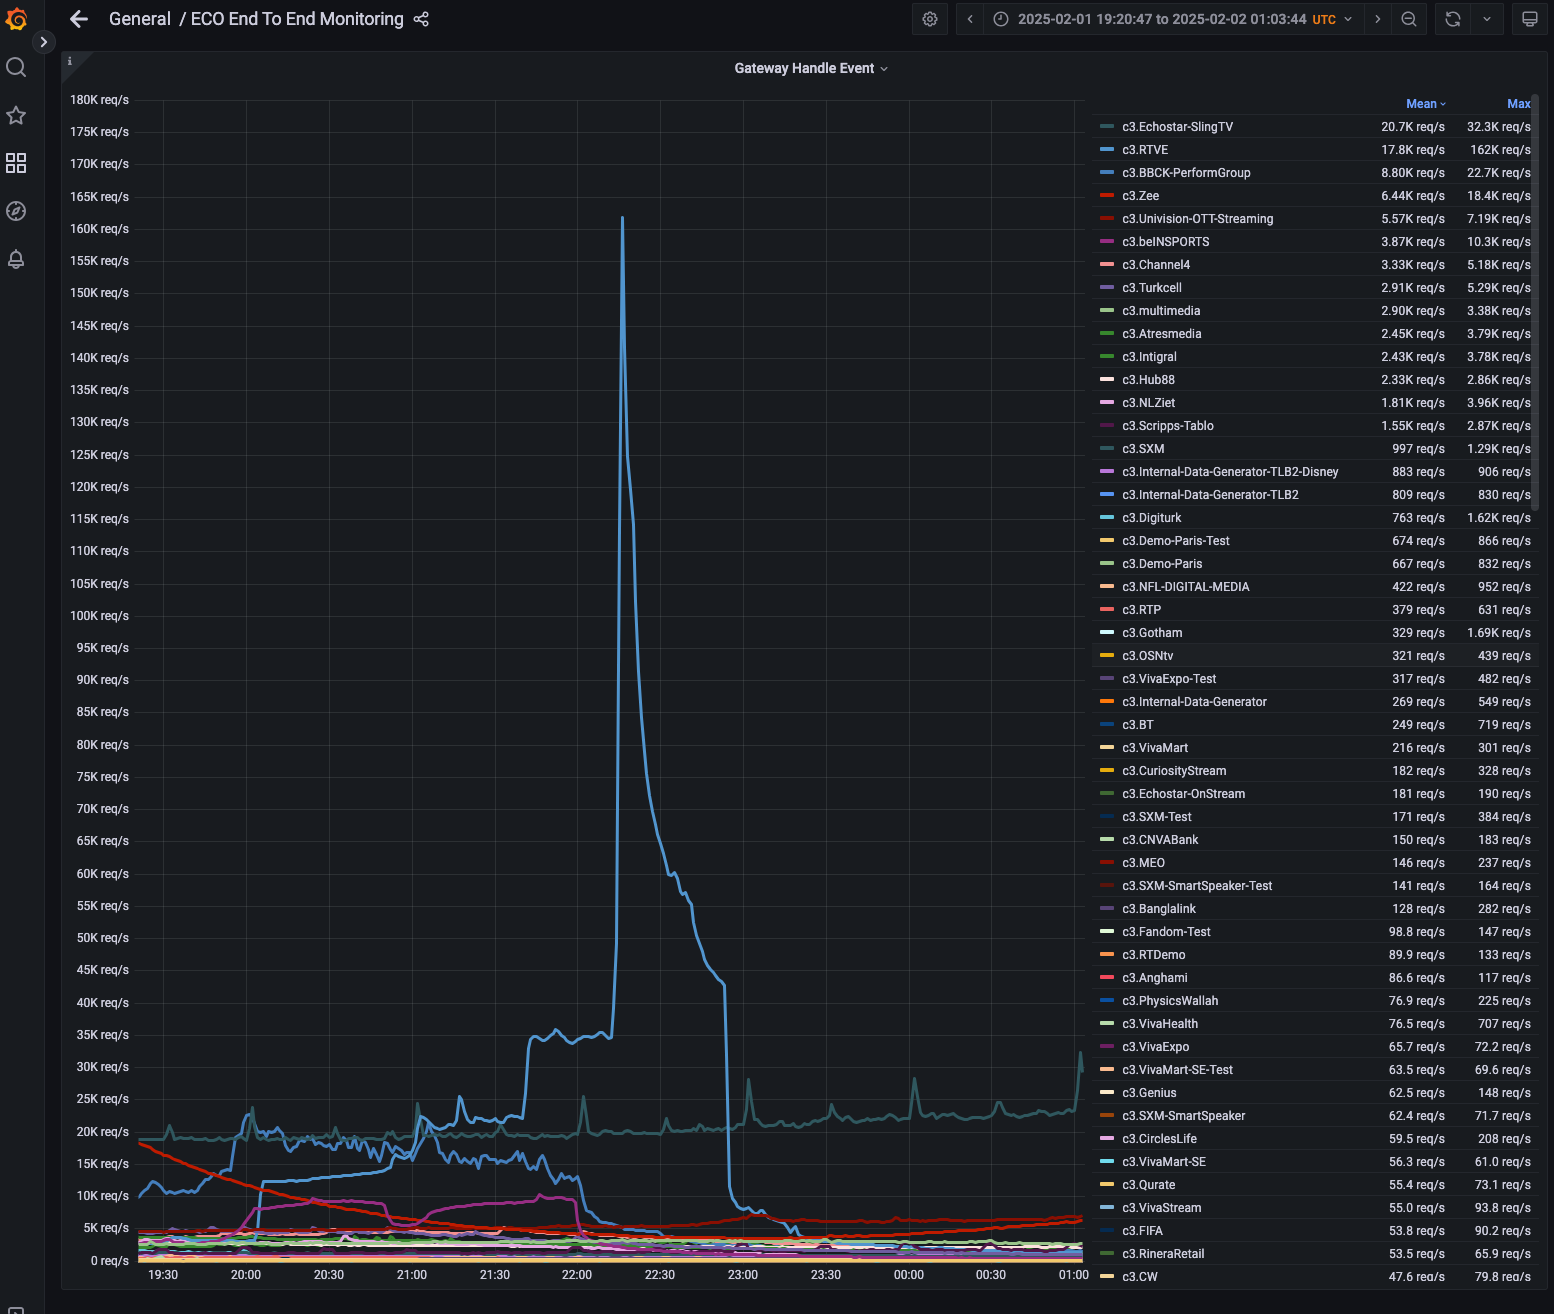 General / ECO End To End Monitoring
2025-02-01 19:20:47 to 2025-02-02 01:03:44 UTC
i
Gateway Handle Event
180K req/s
175K req/s
170K req/s
165K req/s
160K req/s
155K req/s
150K req/s
145K req/s
140K req/s
135K req/s
130K req/s
125K req/s
120K req/s
115K req/s
110K req/s
105K req/s
100K req/s
95K req/s
90K req/s
85K req/s
80K req/s
75K req/s
70K req/s
65K req/s
60K req/s
55K req/s
50K req/s
45K req/s
40K req/s
35K req/s
30K req/s
25K req/s
20K req/s
15K req/s
10K req/s
5K req/s
0 req/s
19:30 20:00 20:30 21:00 21:30 22:00 22:30 23:00 23:30 00:00 00:30 01:00
Mean Max
c3.Echostar-SlingTV 20.7K req/s 32.3K req/s
c3.RTVE 17.8K req/s 162K req/s
c3.BBCK-PerformGroup 8.80K req/s 22.7K req/s
c3.Zee 6.44K req/s 18.4K req/s
c3.Univision-OTT-Streaming 5.57K req/s 7.19K req/s
c3.beINSPORTS 3.87K req/s 10.3K req/s
c3.Channel4 3.33K req/s 5.18K req/s
c3.Turkcell 2.91K req/s 5.29K req/s
c3.multimedia 2.90K req/s 3.38K req/s
c3.Atresmedia 2.45K req/s 3.79K req/s
c3.Intigral 2.43K req/s 3.78K req/s
c3.Hub88 2.33K req/s 2.86K req/s
c3.NLZiet 1.81K req/s 3.96K req/s
c3.Scripps-Tablo 1.55K req/s 2.87K req/s
c3.SXM 997 req/s 1.29K req/s
c3.Internal-Data-Generator-TLB2-Disney 883 req/s 906 req/s
c3.Internal-Data-Generator-TLB2 809 req/s 830 req/s
c3.Digiturk 763 req/s 1.62K req/s
c3.Demo-Paris-Test 674 req/s 866 req/s
c3.Demo-Paris 667 req/s 832 req/s
c3.NFL-DIGITAL-MEDIA 422 req/s 952 req/s
c3.RTP 379 req/s 631 req/s
c3.Gotham 329 req/s 1.69K req/s
c3.OSNtv 321 req/s 439 req/s
c3.VivaExpo-Test 317 req/s 482 req/s
c3.Internal-Data-Generator 269 req/s 549 req/s
c3.BT 249 req/s 719 req/s
c3.VivaMart 216 req/s 301 req/s
c3.CuriosityStream 182 req/s 328 req/s
c3.Echostar-OnStream 181 req/s 190 req/s
c3.SXM-Test 171 req/s 384 req/s
c3.CNVABank 150 req/s 183 req/s
c3.MEO 146 req/s 237 req/s
c3.SXM-SmartSpeaker-Test 141 req/s 164 req/s
c3.Banglalink 128 req/s 282 req/s
c3.Fandom-Test 98.8 req/s 147 req/s
c3.RTDemo 89.9 req/s 133 req/s
c3.Anghami 86.6 req/s 117 req/s
c3.PhysicsWallah 76.9 req/s 225 req/s
c3.VivaHealth 76.5 req/s 707 req/s
c3.VivaExpo 65.7 req/s 72.2 req/s
c3.VivaMart-SE-Test 63.5 req/s 69.6 req/s
c3.Genius 62.5 req/s 148 req/s
c3.SXM-SmartSpeaker 62.4 req/s 71.7 req/s
c3.CirclesLife 59.5 req/s 208 req/s
c3.VivaMart-SE 56.3 req/s 61.0 req/s
c3.Qurate 55.4 req/s 73.1 req/s
c3.VivaStream 55.0 req/s 93.8 req/s
c3.FIFA 53.8 req/s 90.2 req/s
c3.RineraRetail 53.5 req/s 65.9 req/s
c3.CW 47.6 req/s 79.8 req/s